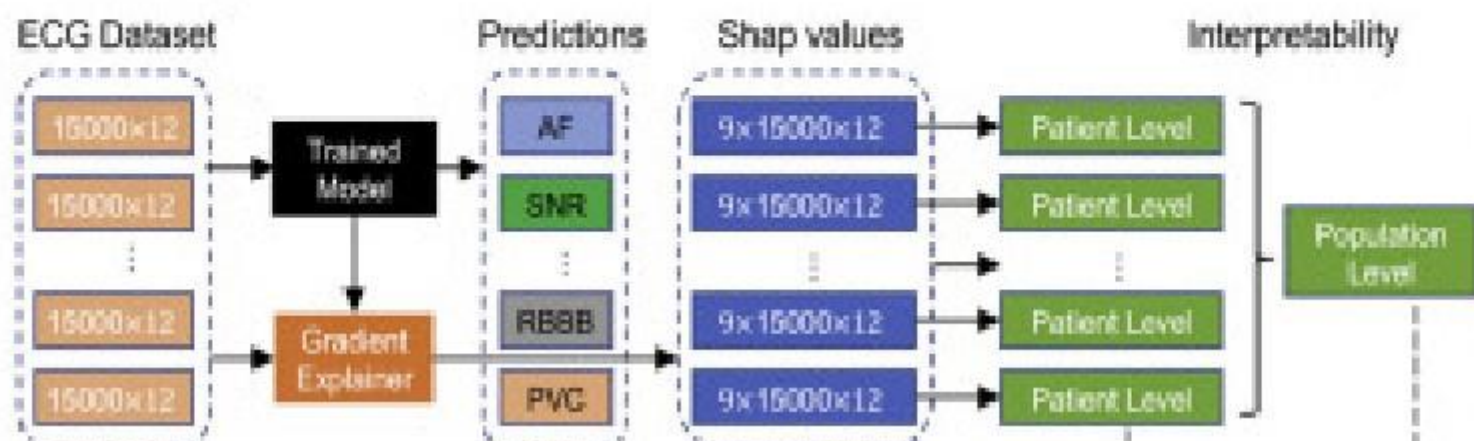 ECG Dataset
Predictions
Shap values
Interpretability
15000×12
15000×12
⋮
15000×12
15000×12
Trained
Model
Gradient
Explainer
AF
SNR
⋮
RBBB
PVC
9×15000×12
9×15000×12
⋮
9×15000×12
9×15000×12
Patient Level
Patient Level
⋮
Patient Level
Patient Level
Population
Level